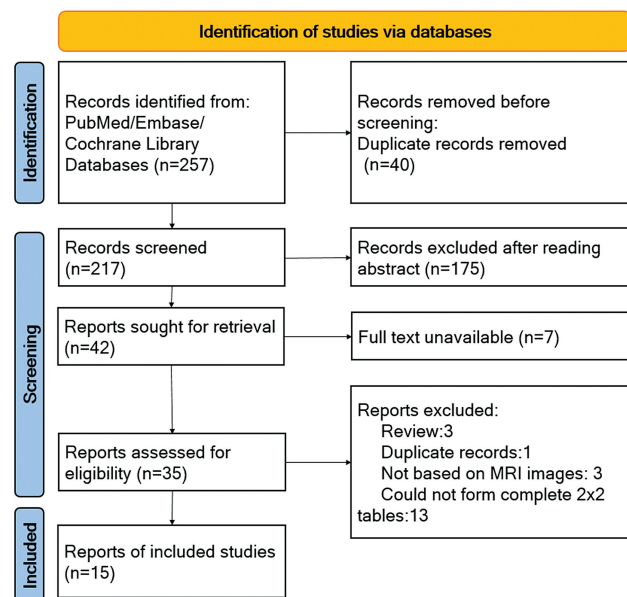 Identification of studies via databases
Identification
Records identified from:
PubMed/Embase/
Cochrane Library
Databases (n=257)
Records removed before
screening:
Duplicate records removed
(n=40)
Screening
Records screened
(n=217)
Records excluded after reading
abstract (n=175)
Reports sought for retrieval
(n=42)
Full text unavailable (n=7)
Reports assessed for
eligibility (n=35)
Reports excluded:
Review:3
Duplicate records:1
Not based on MRI images: 3
Could not form complete 2x2
tables:13
Included
Reports of included studies
(n=15)